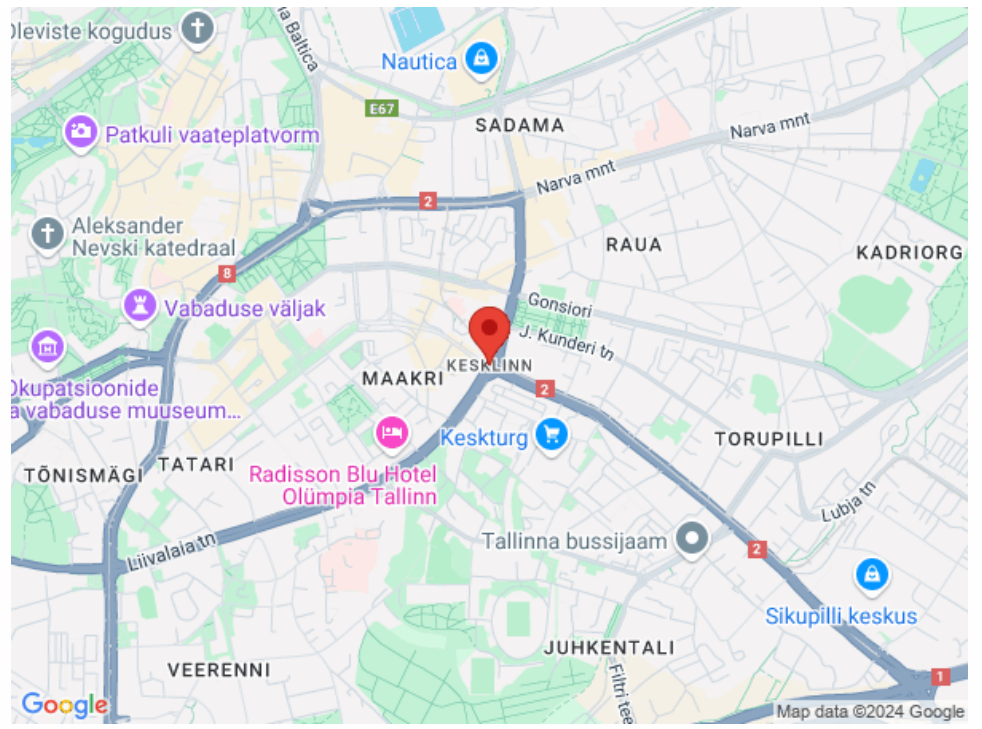 Oleviste kogudus
a Baltica
Nautica
E67
SADAMA
Patkuli vaateplatvorm
Narva mnt
Narva mnt
2
Aleksander
Nevski katedraal
RAUA
KADRIORG
8
Vabaduse väljak
Gonsiori
J. Kunderi tn
KESKLINN
MAAKRI
Okupatsioonide
a vabaduse muuseum...
2
Keskturg
TORUPILLI
TÕNISMÄGI
TATARI
Radisson Blu Hotel
Olümpia Tallinn
Lubja tn
Liivalaia tn
Tallinna bussijaam
2
Sikupilli keskus
JUHKENTALI
VEERENNI
Filtri tee
1
Google
Map data ©2024 Google